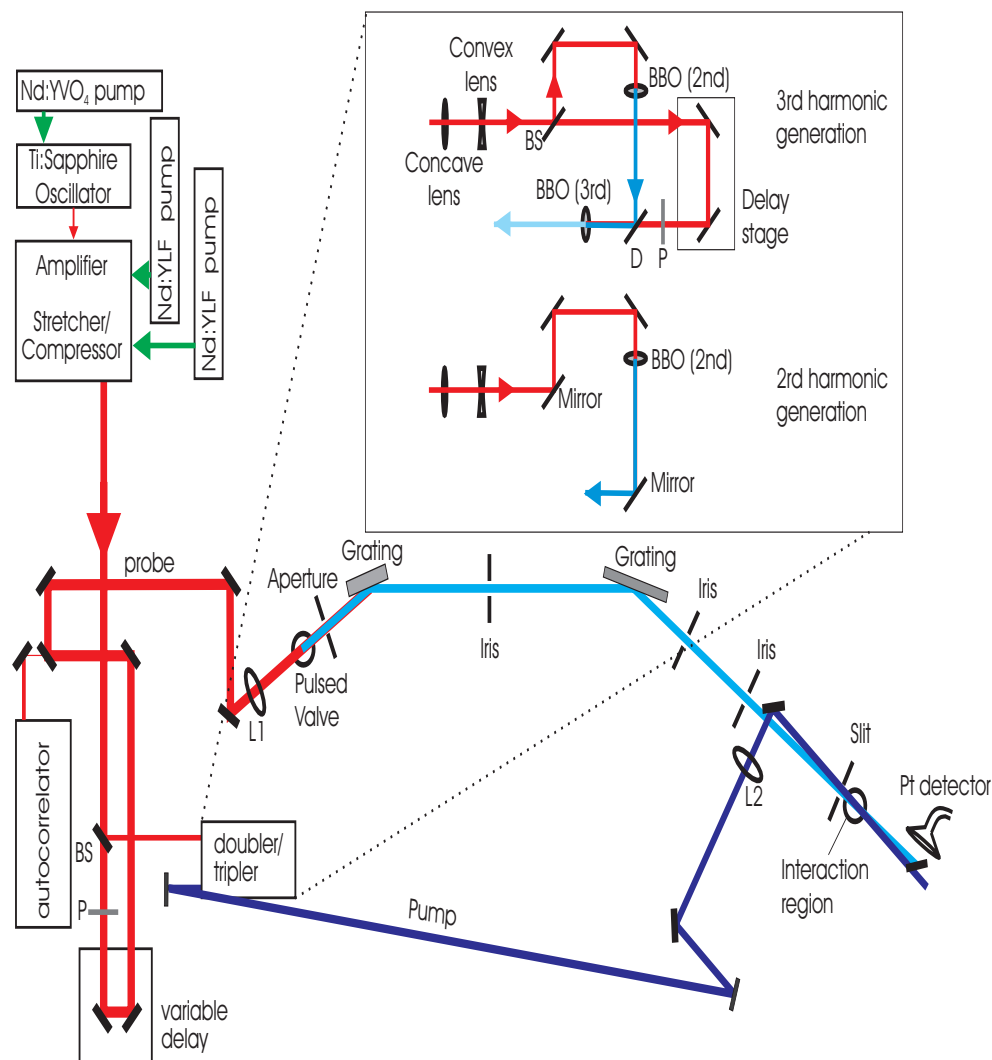 Nd:YVO₄ pump
Ti:Sapphire
Oscillator
Amplifier
Stretcher/
Compressor
Nd:YLF pump
Nd:YLF pump
Convex
lens
Concave
lens
BS
BBO (2nd)
BBO (3rd)
D
P
3rd harmonic
generation
Delay
stage
Mirror
BBO (2nd)
2rd harmonic
generation
Mirror
probe
Aperture
Grating
Pulsed
Valve
L1
Iris
Grating
Iris
Iris
L2
Slit
Pt detector
Interaction
region
autocorrelator
BS
P
doubler/
tripler
Pump
variable
delay